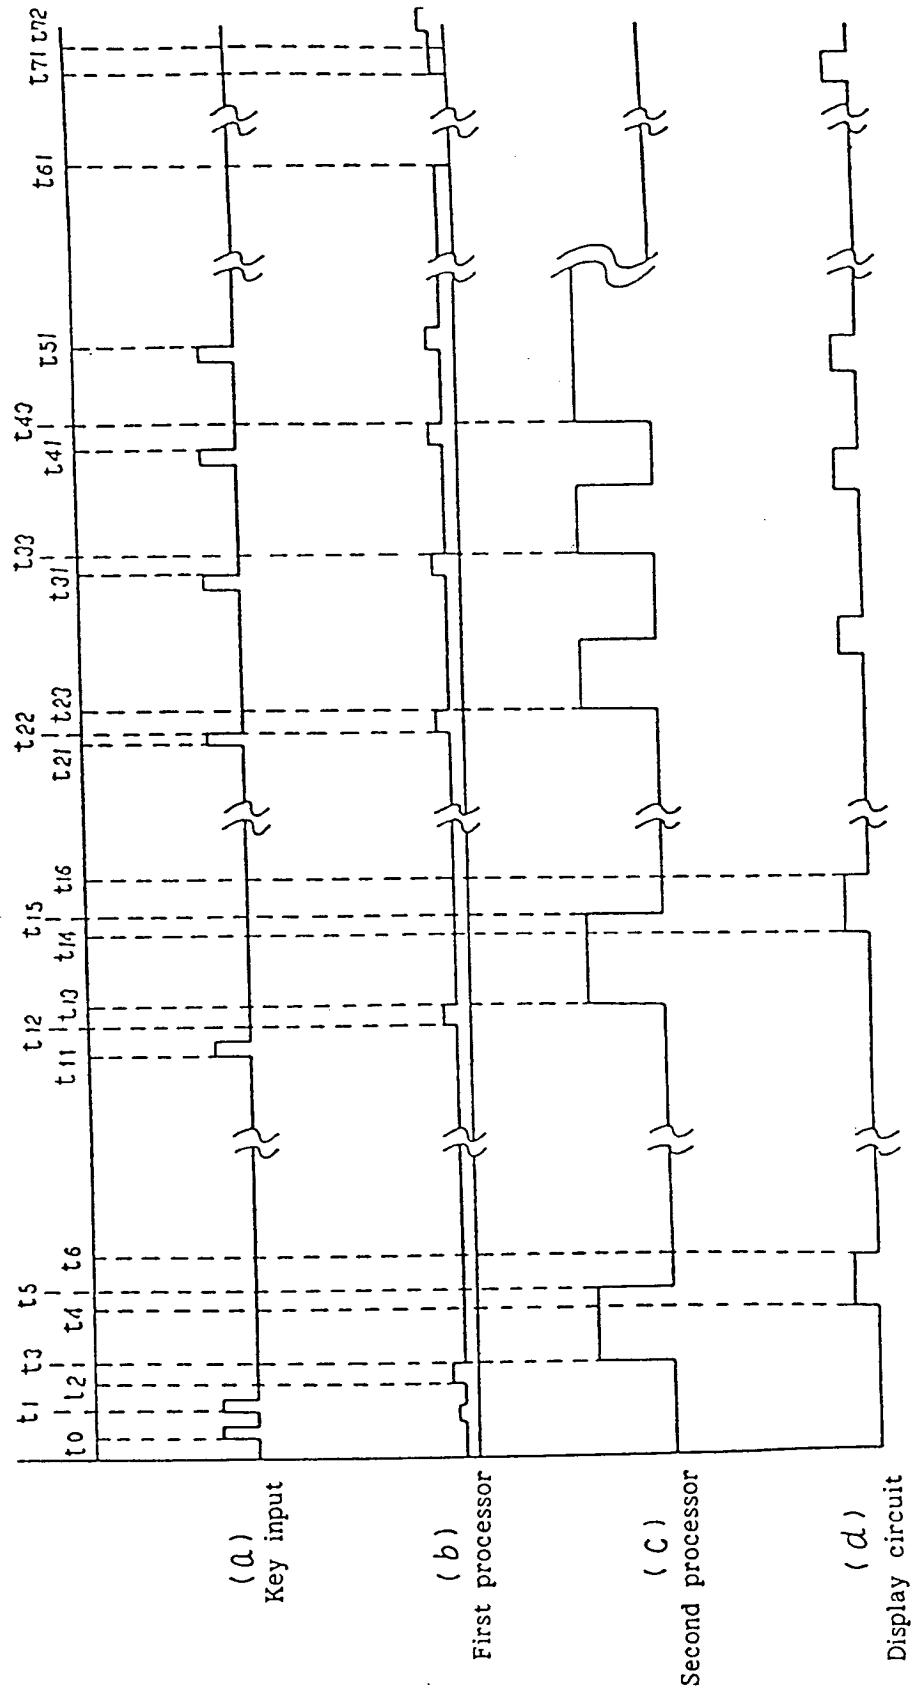 t0 t1 t2 t3 t4 t5 t6 t11 t12 t13 t14 t15 t16 t21 t22 t23 t31 t33 t41 t43 t51 t61 t71 t72
(a)
Key input
(b)
First processor
(c)
Second processor
(d)
Display circuit